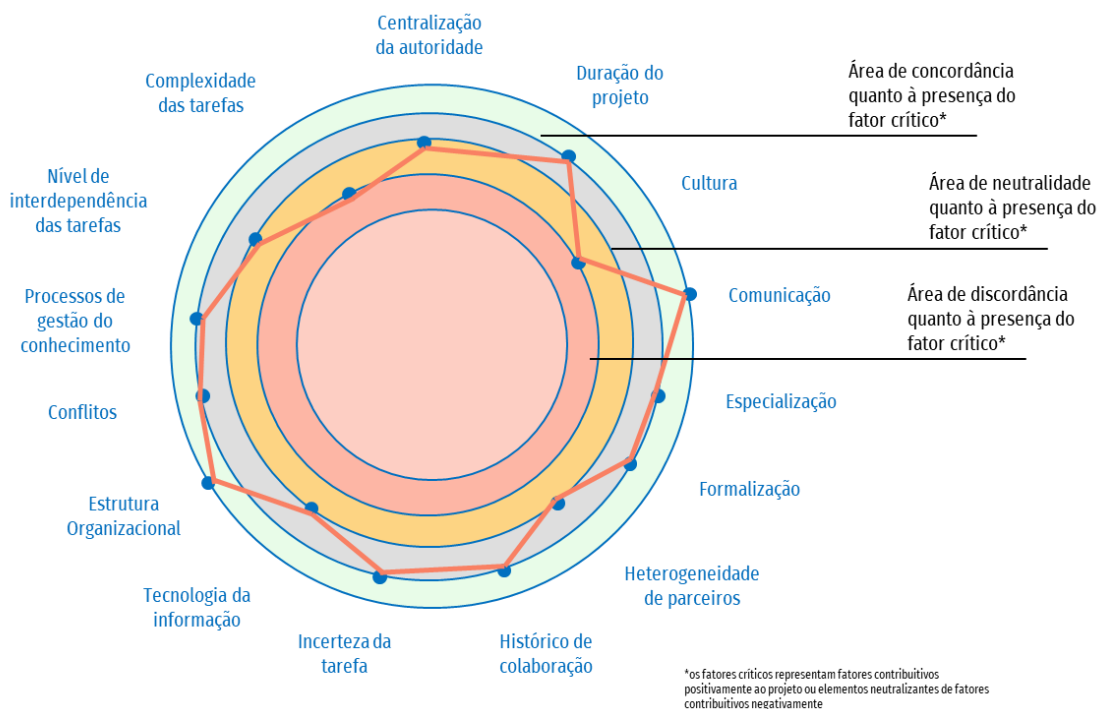 Centralização
da autoridade
Duração do
projeto
Cultura
Comunicação
Especialização
Formalização
Heterogeneidade
de parceiros
Histórico de
colaboração
Incerteza da
tarefa
Tecnologia da
informação
Estrutura
Organizacional
Conflitos
Processos de
gestão do
conhecimento
Nível de
interdependência
das tarefas
Complexidade
das tarefas
Área de concordância
quanto à presença do
fator crítico*
Área de neutralidade
quanto à presença do
fator crítico*
Área de discordância
quanto à presença do
fator crítico*
*os fatores críticos representam fatores contribuitivos
positivamente ao projeto ou elementos neutralizantes de fatores
contribuitivos negativamente